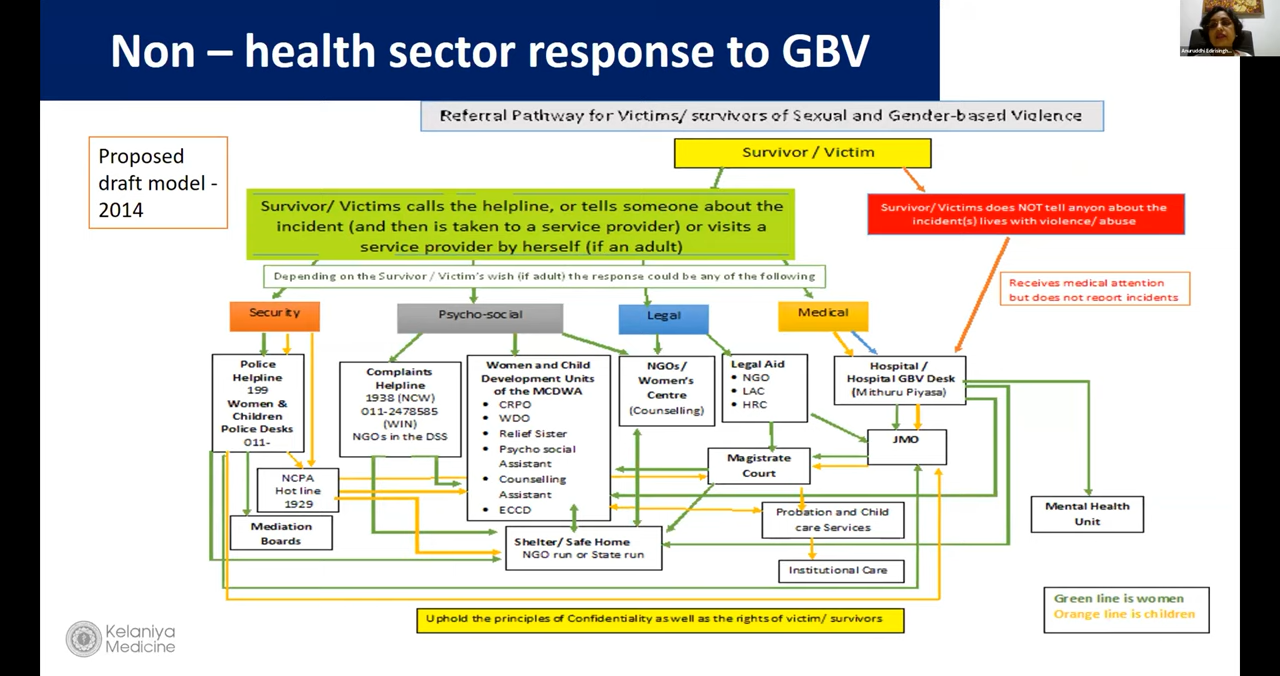 Non – health sector response to GBV
Anuruddhi Edirisingh...
Referral Pathway for Victims/ survivors of Sexual and Gender-based Violence
Proposed
draft model -
2014
Survivor / Victim
Survivor/ Victims calls the helpline, or tells someone about the
incident (and then is taken to a service provider) or visits a
service provider by herself (if an adult)
Survivor/Victims does NOT tell anyon about the
incident(s) lives with violence/ abuse
Depending on the Survivor / Victim's wish (if adult) the response could be any of the following
Receives medical attention
but does not report incidents
Security
Psycho-social
Legal
Medical
Police
Helpline
199
Women &
Children
Police Desks
011-
Complaints
Helpline
1938 (NCW)
011-2478585
(WIN)
NGOs in the DSS
Women and Child
Development Units
of the MCDWA
• CRPO
• WDO
• Relief Sister
• Psycho social
Assistant
• Counselling
Assistant
• ECCD
NGOs/
Women's
Centre
(Counselling)
Legal Aid
• NGO
• LAC
• HRC
Hospital /
Hospital GBV Desk
(Mithuru Piyasa)
JMO
Magistrate
Court
NCPA
Hot line
1929
Mediation
Boards
Probation and Child
care Services
Mental Health
Unit
Shelter/ Safe Home
NGO run or State run
Institutional Care
Green line is women
Orange line is children
Uphold the principles of Confidentiality as well as the rights of victim/ survivors
Kelaniya
Medicine